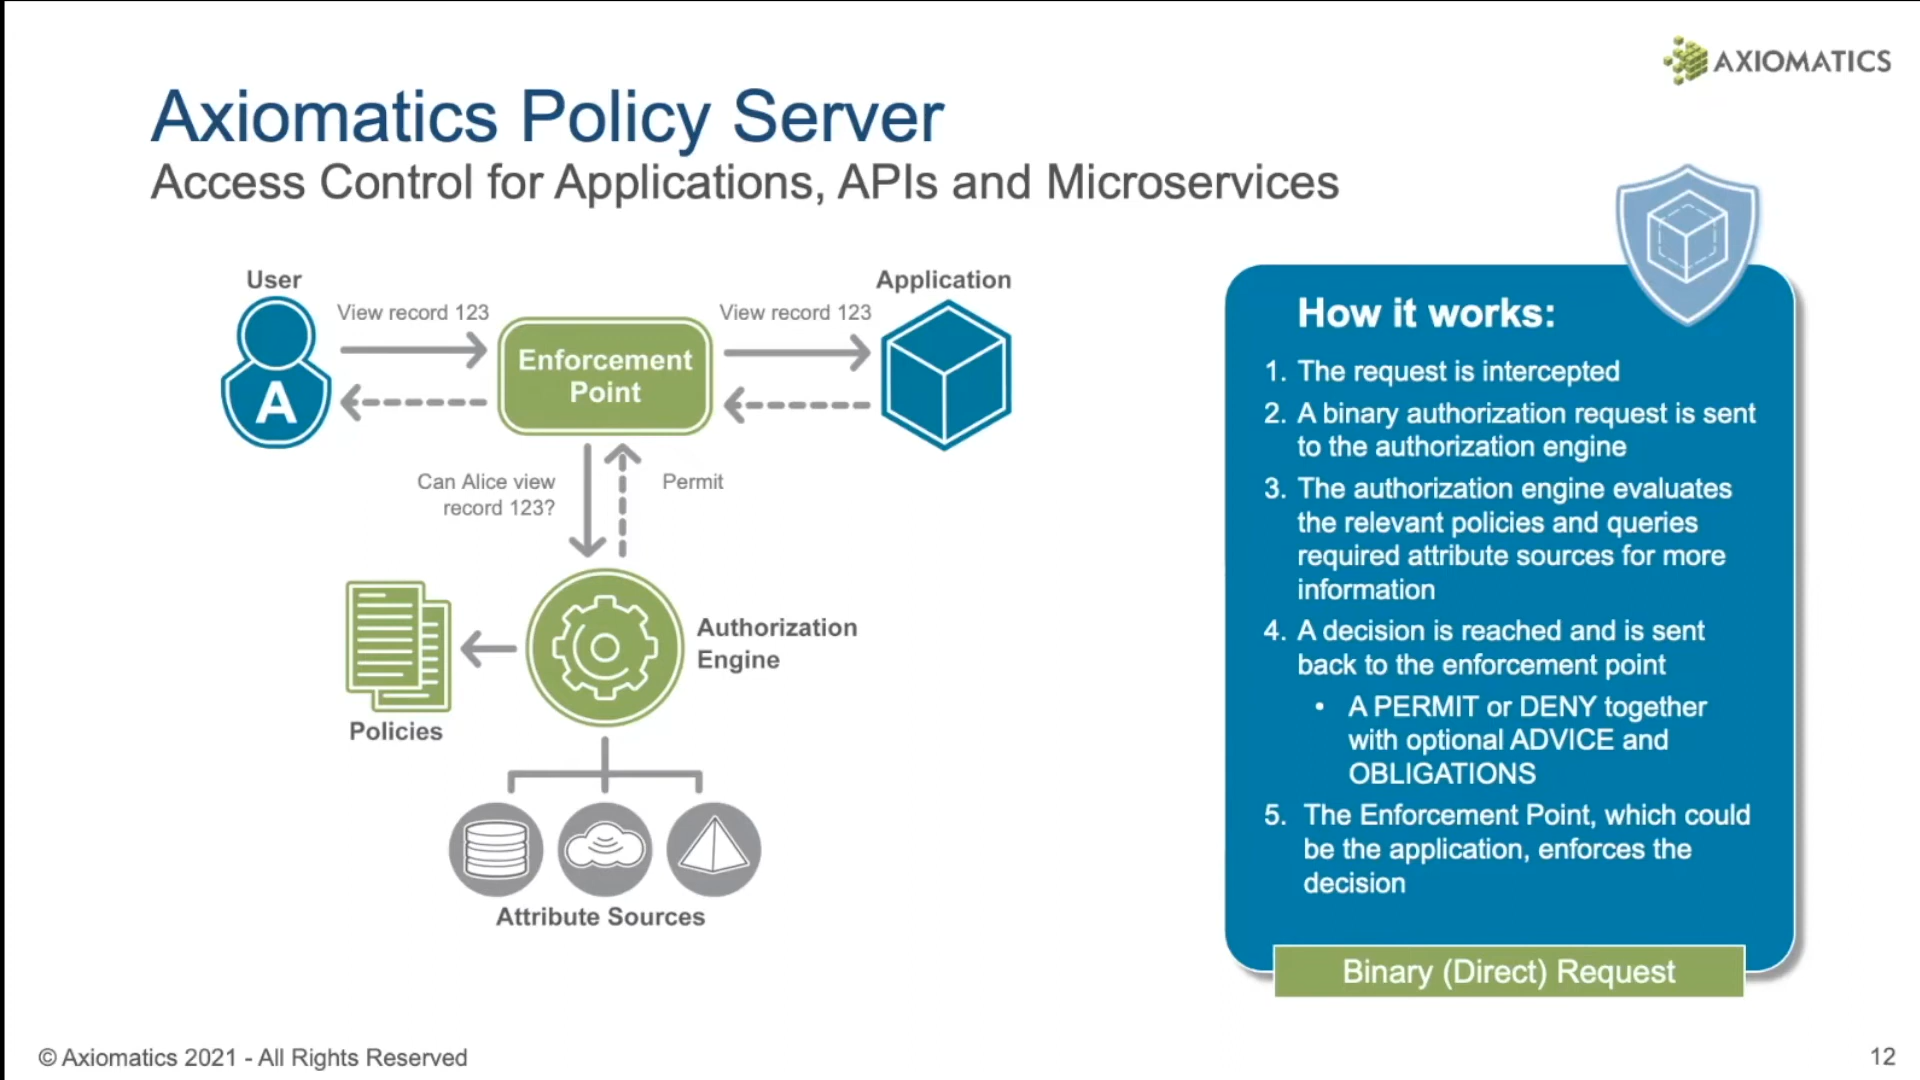 AXIOMATICS
Axiomatics Policy Server
Access Control for Applications, APIs and Microservices
User
View record 123
Enforcement
Point
View record 123
Application
A
Can Alice view
record 123?
Permit
Authorization
Engine
Policies
Attribute Sources
How it works:
1. The request is intercepted
2. A binary authorization request is sent
to the authorization engine
3. The authorization engine evaluates
the relevant policies and queries
required attribute sources for more
information
4. A decision is reached and is sent
back to the enforcement point
• A PERMIT or DENY together
with optional ADVICE and
OBLIGATIONS
5. The Enforcement Point, which could
be the application, enforces the
decision
Binary (Direct) Request
© Axiomatics 2021 - All Rights Reserved
12